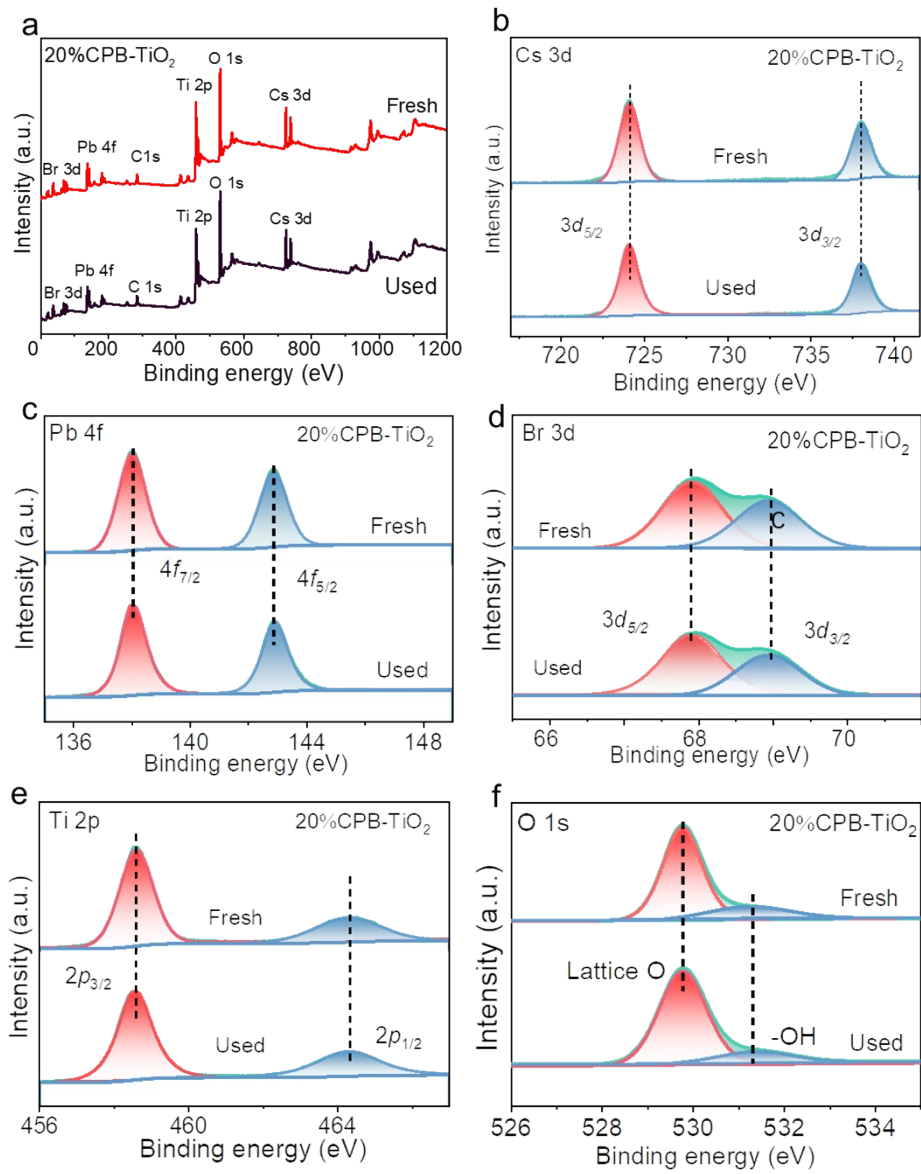 a
20%CPB-TiO₂
O 1s
Ti 2p
Cs 3d
Fresh
Pb 4f
Br 3d
C1s
O 1s
Ti 2p
Cs 3d
Pb 4f
Br 3d
C 1s
Used
0 200 400 600 800 1000 1200
Binding energy (eV)
Intensity (a.u.)
b
Cs 3d
20%CPB-TiO₂
Fresh
3d5/2
3d3/2
Used
720 725 730 735 740
Binding energy (eV)
Intensity (a.u.)
c
Pb 4f
20%CPB-TiO₂
Fresh
4f7/2
4f5/2
Used
136 140 144 148
Binding energy (eV)
Intensity (a.u.)
d
Br 3d
20%CPB-TiO₂
C
Fresh
3d5/2
3d3/2
Used
66 68 70
Binding energy (eV)
Intensity (a.u.)
e
Ti 2p
20%CPB-TiO₂
Fresh
2p3/2
Used
2p1/2
456 460 464
Binding energy (eV)
Intensity (a.u.)
f
O 1s
20%CPB-TiO₂
Fresh
Lattice O
-OH
Used
526 528 530 532 534
Binding energy (eV)
Intensity (a.u.)